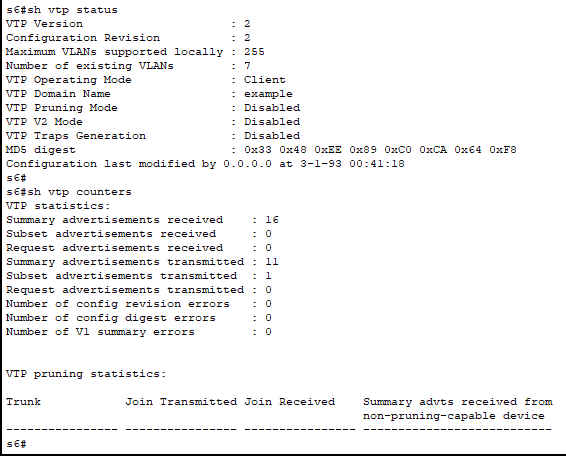 s6#sh vtp status
VTP Version                     : 2
Configuration Revision          : 2
Maximum VLANs supported locally : 255
Number of existing VLANs        : 7
VTP Operating Mode              : Client
VTP Domain Name                 : example
VTP Pruning Mode                : Disabled
VTP V2 Mode                     : Disabled
VTP Traps Generation            : Disabled
MD5 digest                      : 0x33 0x48 0xEE 0x89 0xC0 0xCA 0x64 0xF8
Configuration last modified by 0.0.0.0 at 3-1-93 00:41:18
s6#
s6#sh vtp counters
VTP statistics:
Summary advertisements received    : 16
Subset advertisements received     : 0
Request advertisements received    : 0
Summary advertisements transmitted : 11
Subset advertisements transmitted  : 1
Request advertisements transmitted : 0
Number of config revision errors   : 0
Number of config digest errors     : 0
Number of V1 summary errors        : 0
VTP pruning statistics:
Trunk            Join Transmitted Join Received    Summary advts received from
                                                   non-pruning-capable device
---------------- ---------------- ---------------- ---------------------------
s6#